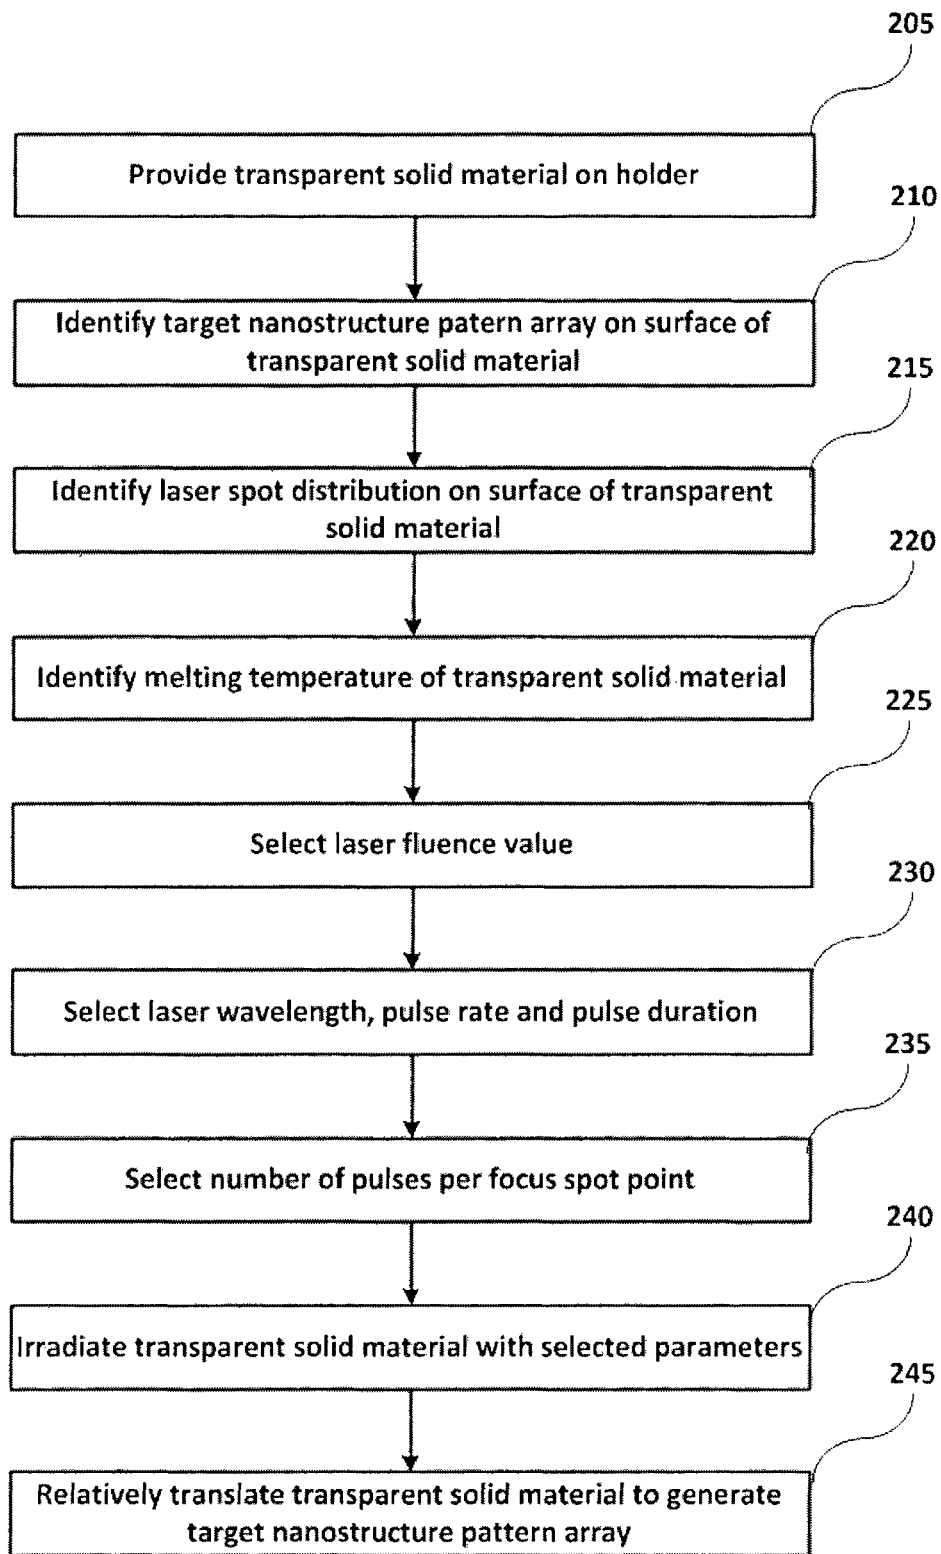 205
Provide transparent solid material on holder
210
Identify target nanostructure patern array on surface of
transparent solid material
215
Identify laser spot distribution on surface of transparent
solid material
220
Identify melting temperature of transparent solid material
225
Select laser fluence value
230
Select laser wavelength, pulse rate and pulse duration
235
Select number of pulses per focus spot point
240
Irradiate transparent solid material with selected parameters
245
Relatively translate transparent solid material to generate
target nanostructure pattern array